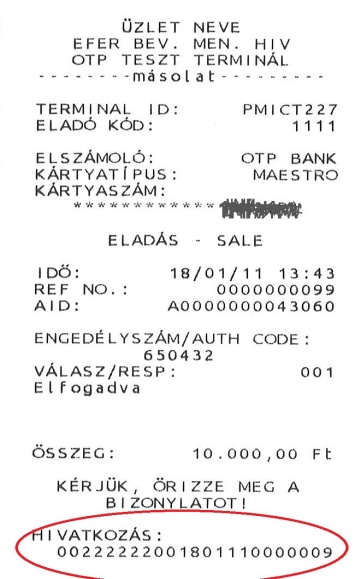 ÜZLET NEVE
EFER BEV. MEN. HIV
OTP TESZT TERMINÁL
--------másolat---------
TERMINAL ID: PMICT227
ELADÓ KÓD: 1111
ELSZÁMOLÓ: OTP BANK
KÁRTYATÍPUS: MAESTRO
KÁRTYASZÁM:
************
ELADÁS - SALE
IDŐ: 18/01/11 13:43
REF NO.: 0000000099
AID: A0000000043060
ENGEDÉLYSZÁM/AUTH CODE:
650432
VÁLASZ/RESP: 001
Elfogadva
ÖSSZEG: 10.000,00 Ft
KÉRJÜK, ŐRIZZE MEG A
BIZONYLATOT!
HIVATKOZÁS:
00222222001801110000009